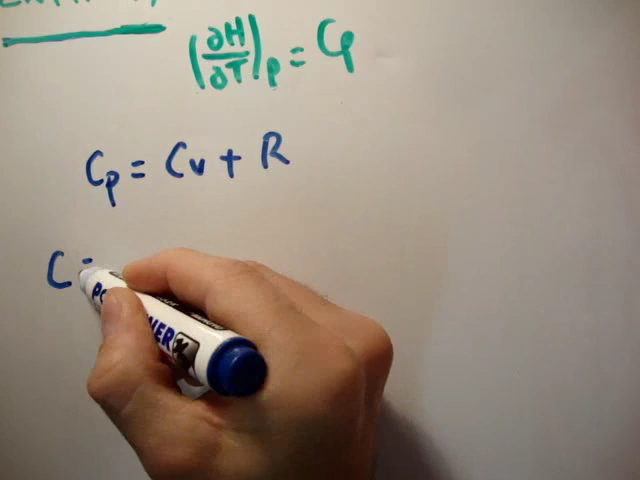 (∂H/∂T)p = Cp
Cp = Cv + R
C =